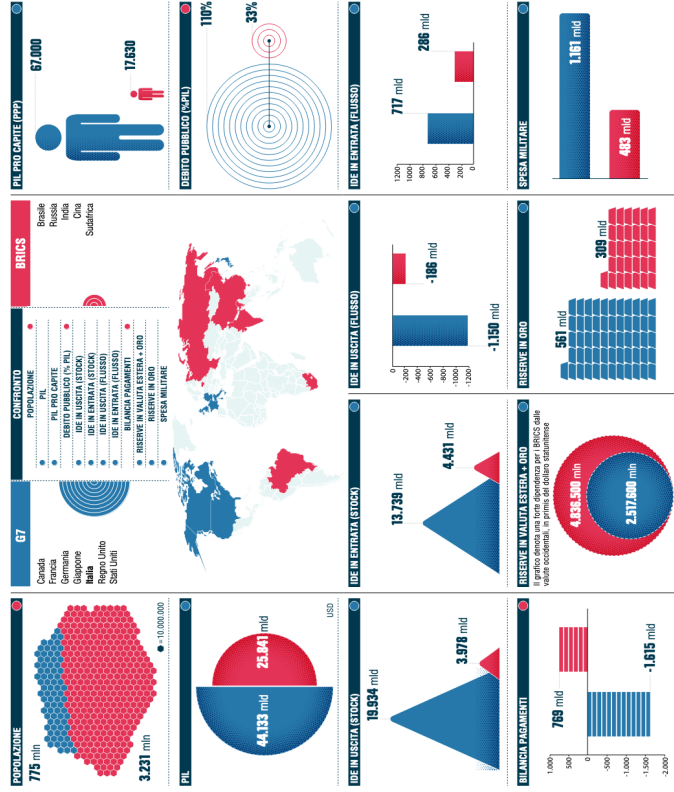 POPOLAZIONE
775 mln
3.231 mln
= 10.000.000
G7
Canada
Francia
Germania
Giappone
Italia
Regno Unito
Stati Uniti
CONFRONTO
POPOLAZIONE
PIL
PIL PRO CAPITE
DEBITO PUBBLICO (% PIL)
IDE IN USCITA (STOCK)
IDE IN ENTRATA (STOCK)
IDE IN USCITA (FLUSSO)
IDE IN ENTRATA (FLUSSO)
BILANCIA PAGAMENTI
RISERVE IN VALUTA ESTERA + ORO
RISERVE IN ORO
SPESA MILITARE
BRICS
Brasile
Russia
India
Cina
Sudafrica
PIL PRO CAPITE (PPP)
67.000
17.630
PIL
44.133 mld
25.841 mld
USD
DEBITO PUBBLICO (%PIL)
110%
33%
IDE IN USCITA (STOCK)
19.934 mld
3.978 mld
IDE IN ENTRATA (STOCK)
13.739 mld
4.431 mld
IDE IN USCITA (FLUSSO)
0
-200
-400
-600
-800
-1000
-1200
-1.150 mld
-186 mld
IDE IN ENTRATA (FLUSSO)
1200
1000
800
600
400
200
0
717 mld
286 mld
BILANCIA PAGAMENTI
1.000
500
0
-500
-1.000
-1.500
-2.000
769 mld
-1.615 mld
RISERVE IN VALUTA ESTERA + ORO
Il grafico denota una forte dipendenza per i BRICS dalle
valute occidentali, in primis del dollaro statunitense
4.836.500 mln
2.517.600 mln
RISERVE IN ORO
561 mld
309 mld
SPESA MILITARE
1.161 mld
483 mld